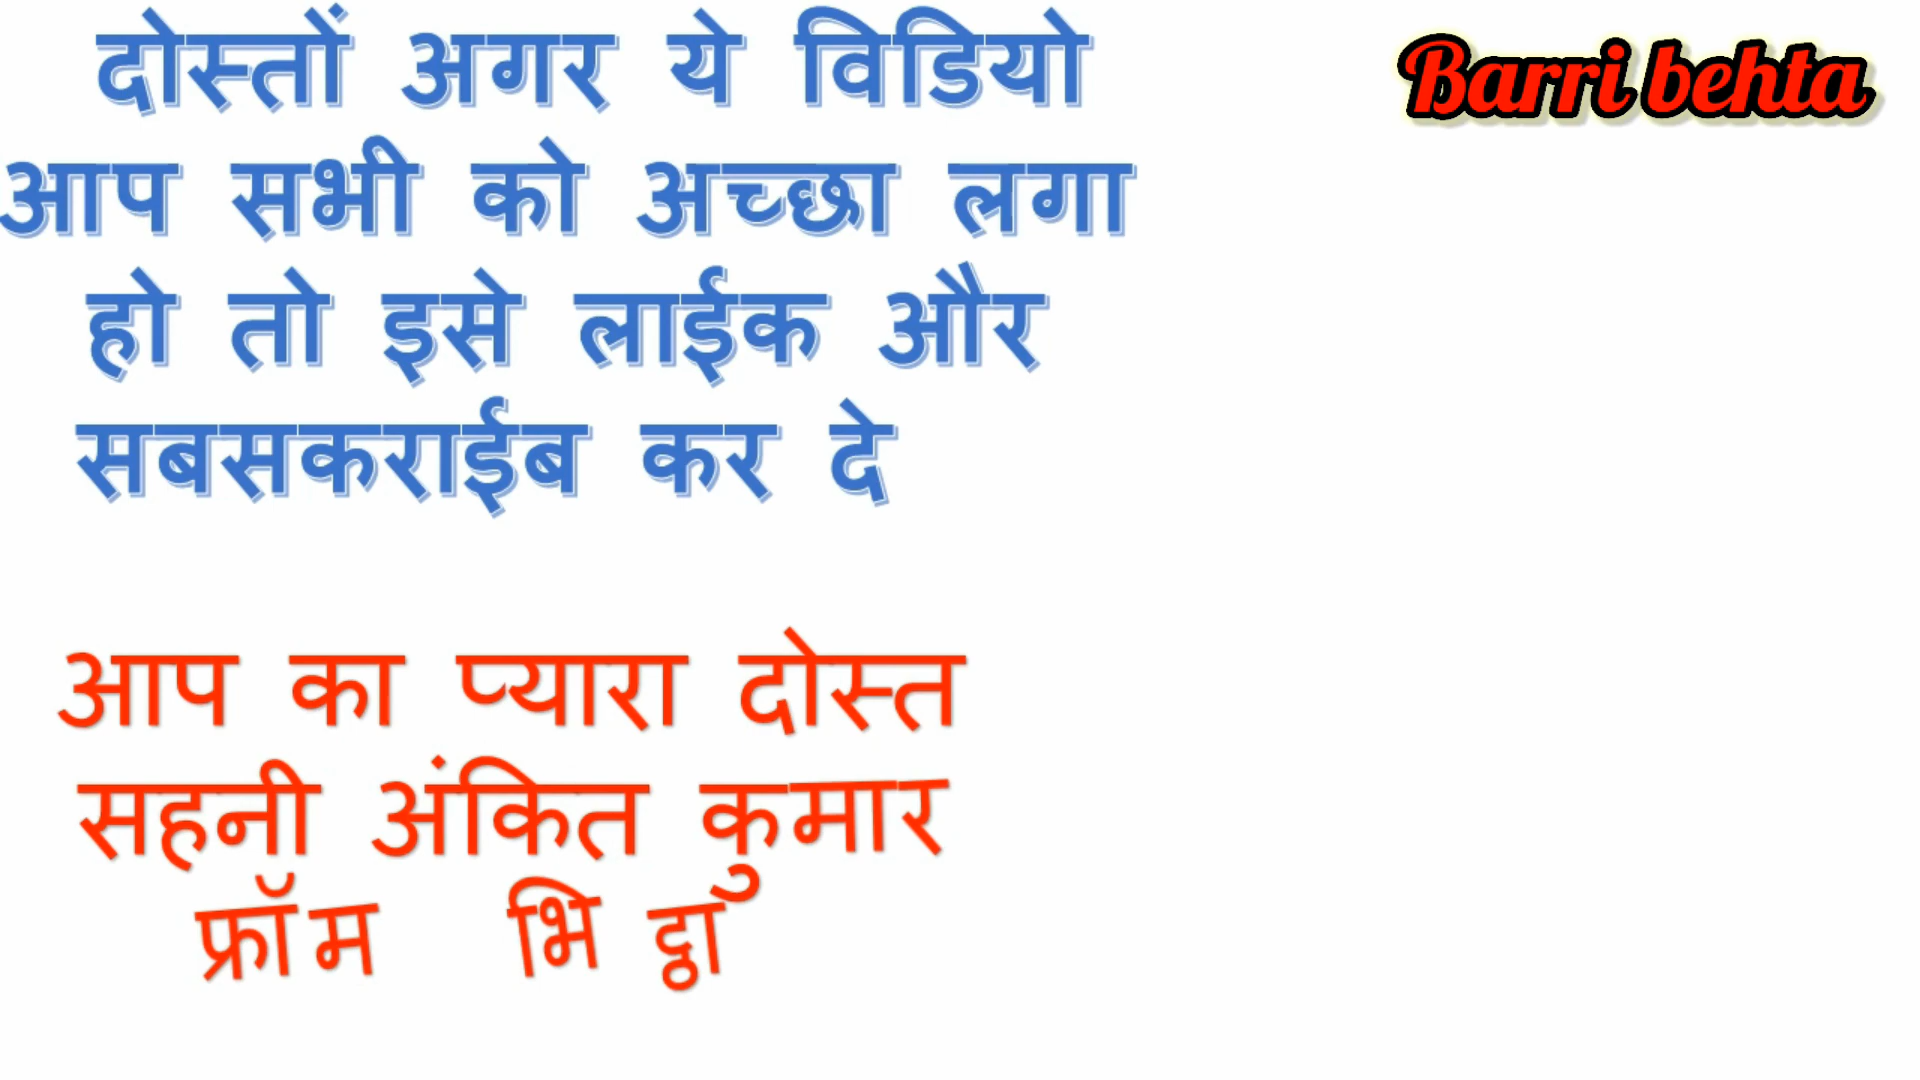 दोस्तों अगर ये विडियो
आप सभी को अच्छा लगा
हो तो इसे लाईक और
सबसकराईब कर दे
आप का प्यारा दोस्त
सहनी अंकित कुमार
फ्रॉम भिट्ठा
Barri behta